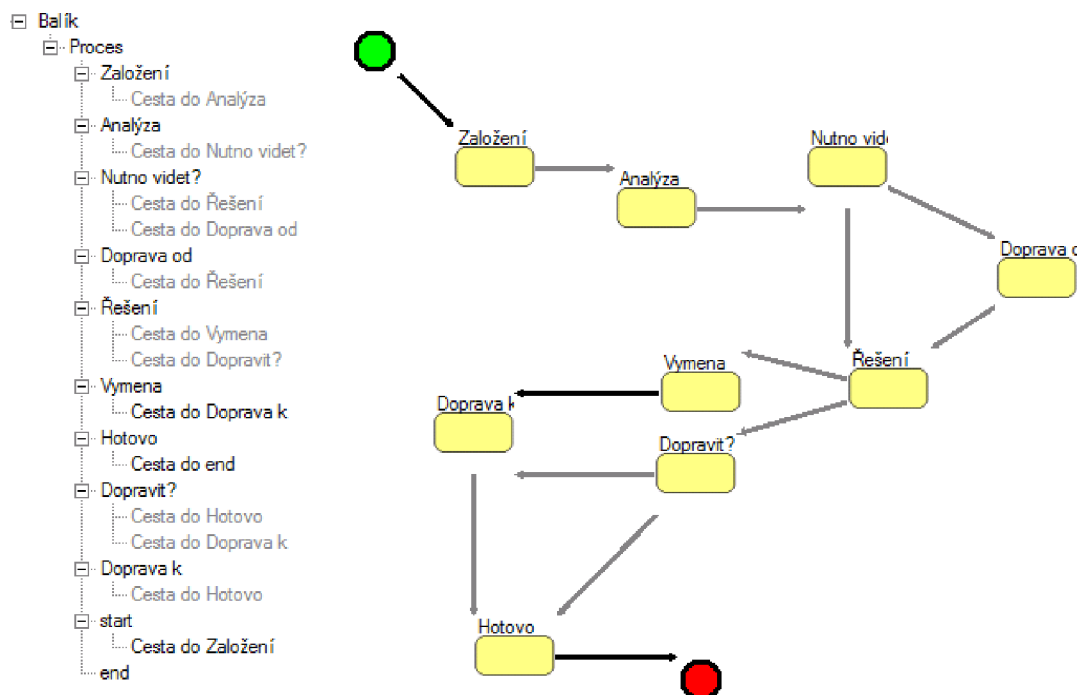 Balík
Proces
Založení
Cesta do Analýza
Analýza
Cesta do Nutno videt?
Nutno videt?
Cesta do Řešení
Cesta do Doprava od
Doprava od
Cesta do Řešení
Řešení
Cesta do Vymena
Cesta do Dopravit?
Vymena
Cesta do Doprava k
Hotovo
Cesta do end
Dopravit?
Cesta do Hotovo
Cesta do Doprava k
Doprava k
Cesta do Hotovo
start
Cesta do Založení
end
Založení
Nutno vide
Analýza
Doprava o
Řešení
Vymena
Doprava k
Dopravit?
Hotovo